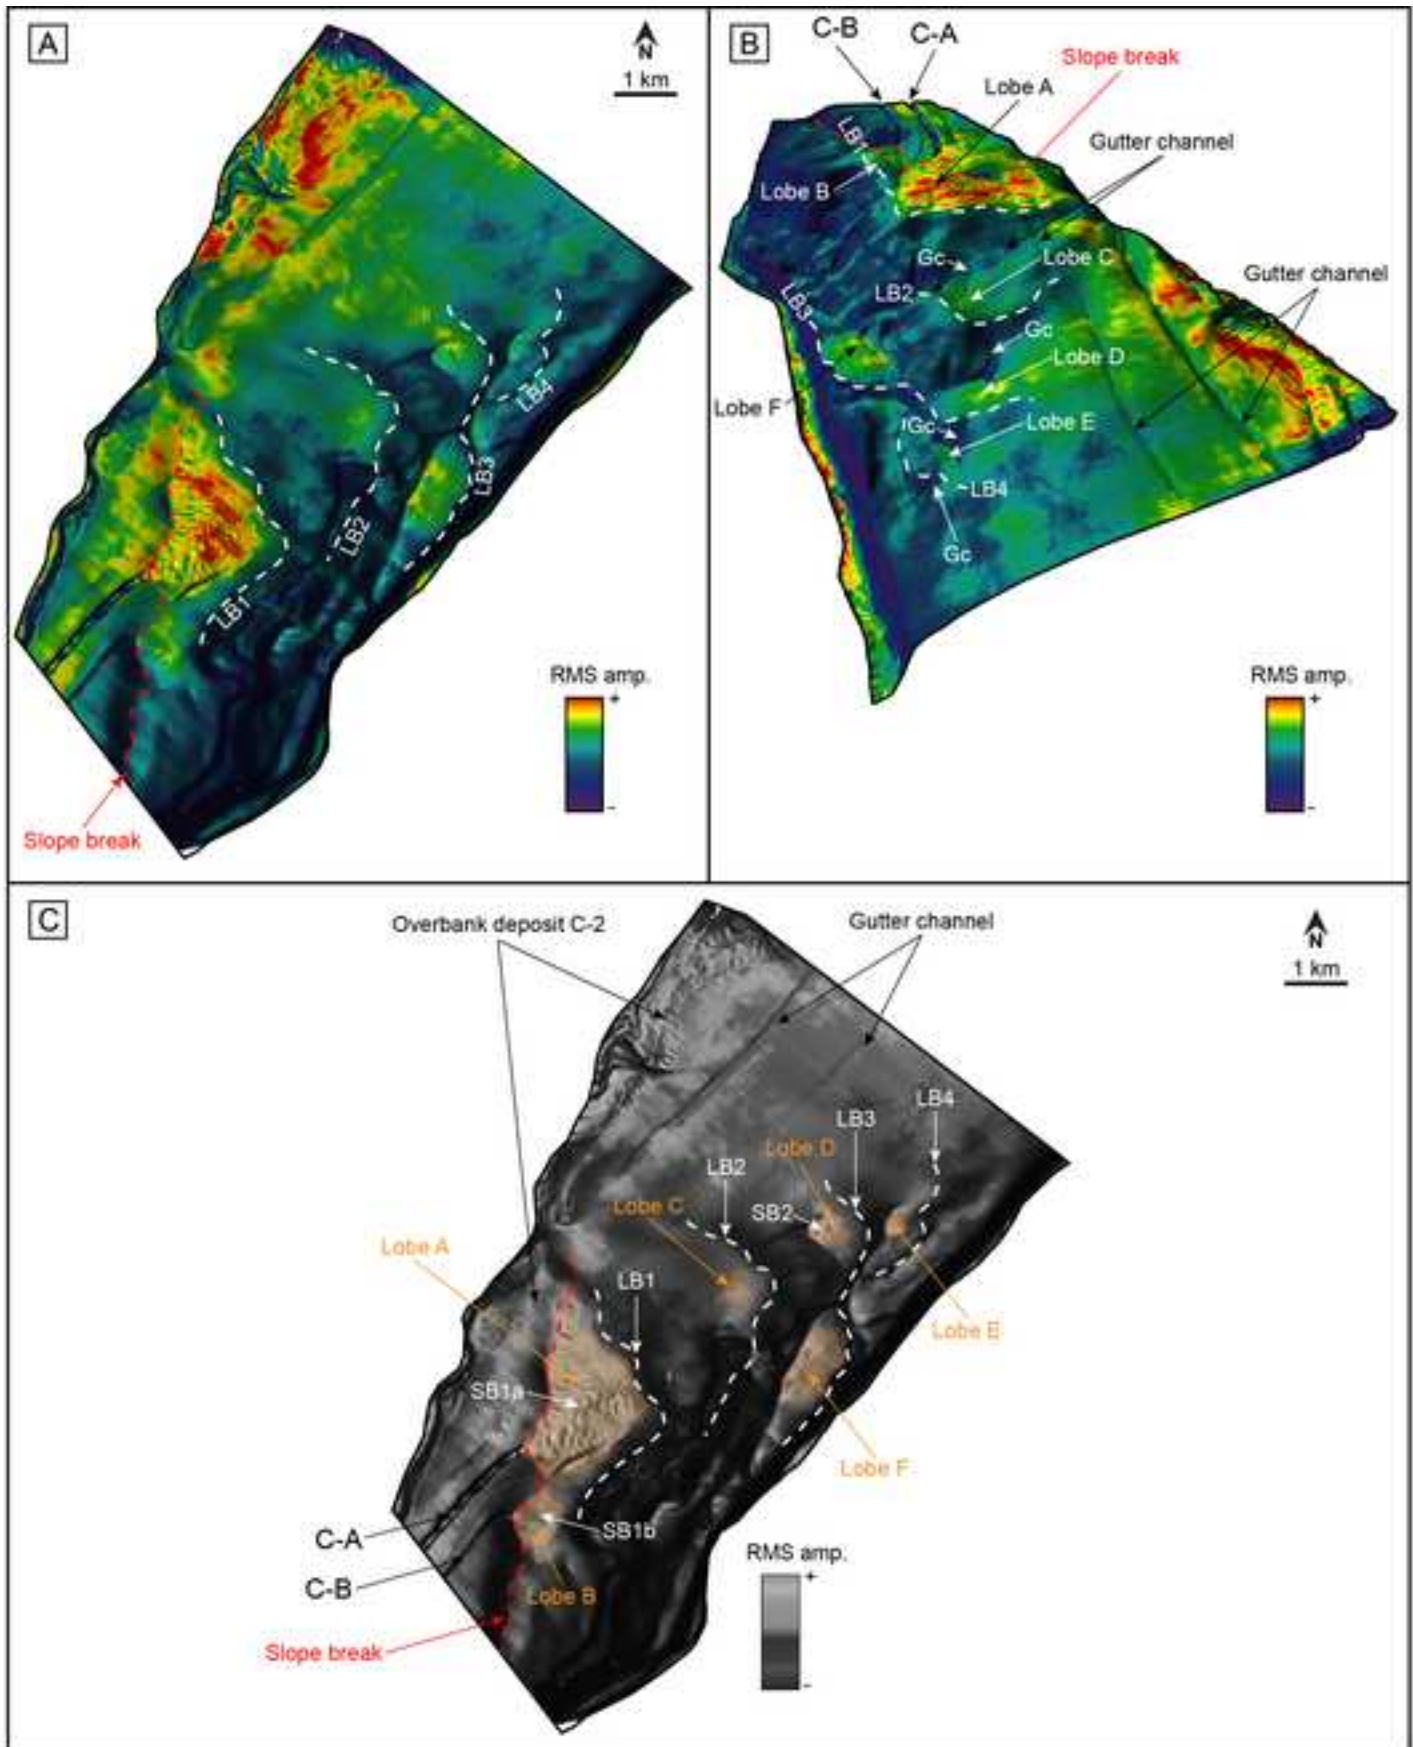 A
N
1 km
LB4
LB3
LB2
LB1
RMS amp.
+
-
Slope break
B
C-B
C-A
Slope break
Lobe A
Gutter channel
LB1
Lobe B
Gc
Lobe C
Gutter channel
LB2
LB3
Gc
Lobe D
Lobe F
Gc
Lobe E
LB4
Gc
RMS amp.
+
-
C
Overbank deposit C-2
Gutter channel
N
1 km
LB4
LB3
Lobe D
LB2
Lobe C
SB2
Lobe A
LB1
Lobe E
SB1a
Lobe F
C-A
SB1b
C-B
RMS amp.
+
-
Lobe B
Slope break